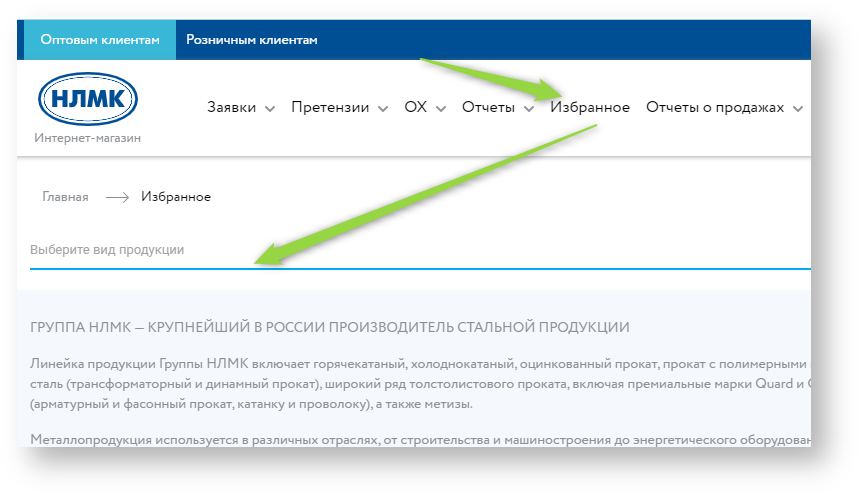 Оптовым клиентам Розничным клиентам
НЛМК
Интернет-магазин
Заявки Претензии ОХ Отчеты Избранное Отчеты о продажах
Главная Избранное
Выберите вид продукции
ГРУППА НЛМК — КРУПНЕЙШИЙ В РОССИИ ПРОИЗВОДИТЕЛЬ СТАЛЬНОЙ ПРОДУКЦИИ
Линейка продукции Группы НЛМК включает горячекатаный, холоднокатаный, оцинкованный прокат, прокат с полимерными
сталь (трансформаторный и динамный прокат), широкий ряд толстолистового проката, включая премиальные марки Quard и
(арматурный и фасонный прокат, катанку и проволоку), а также метизы.
Металлопродукция используется в различных отраслях, от строительства и машиностроения до энергетического оборудован